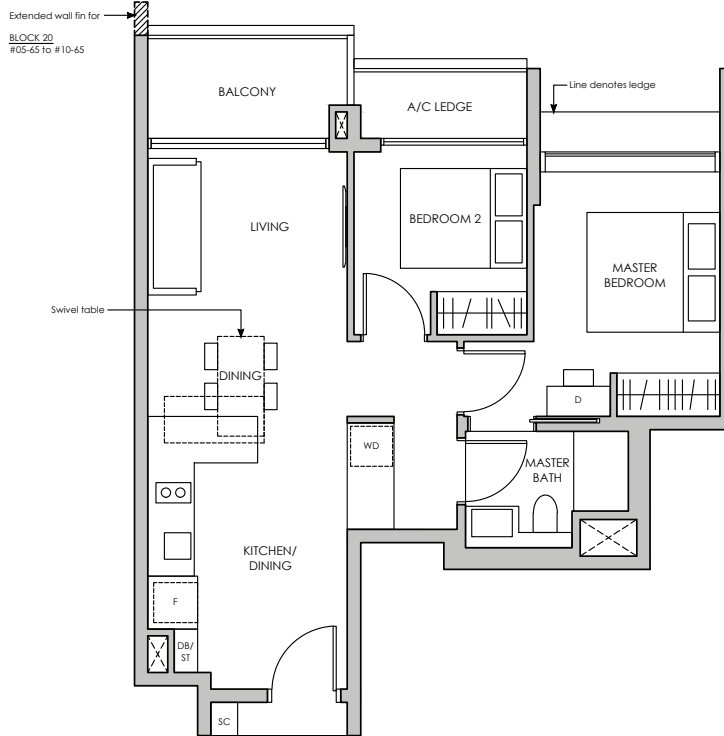 Extended wall fin for
BLOCK 20
#05-65 to #10-65
BALCONY
A/C LEDGE
Line denotes ledge
LIVING
BEDROOM 2
MASTER
BEDROOM
Swivel table
DINING
D
WD
MASTER
BATH
KITCHEN/
DINING
F
DB/
ST
SC